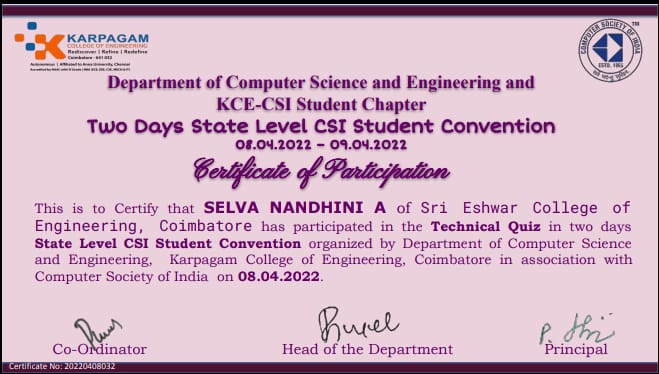 KARPAGAM
COLLEGE OF ENGINEERING
Rediscover | Refine | Redefine
Coimbatore - 641 032
Autonomous | Affiliated to Anna University, Chennai
COMPUTER SOCIETY OF INDIA
ESTD. 1965
Department of Computer Science and Engineering and
KCE-CSI Student Chapter
Two Days State Level CSI Student Convention
08.04.2022 – 09.04.2022
Certificate of Participation
This is to Certify that SELVA NANDHINI A of Sri Eshwar College of
Engineering, Coimbatore has participated in the Technical Quiz in two days
State Level CSI Student Convention organized by Department of Computer Science
and Engineering, Karpagam College of Engineering, Coimbatore in association with
Computer Society of India on 08.04.2022.
Co-Ordinator Head of the Department Principal
Certificate No: 20220408032